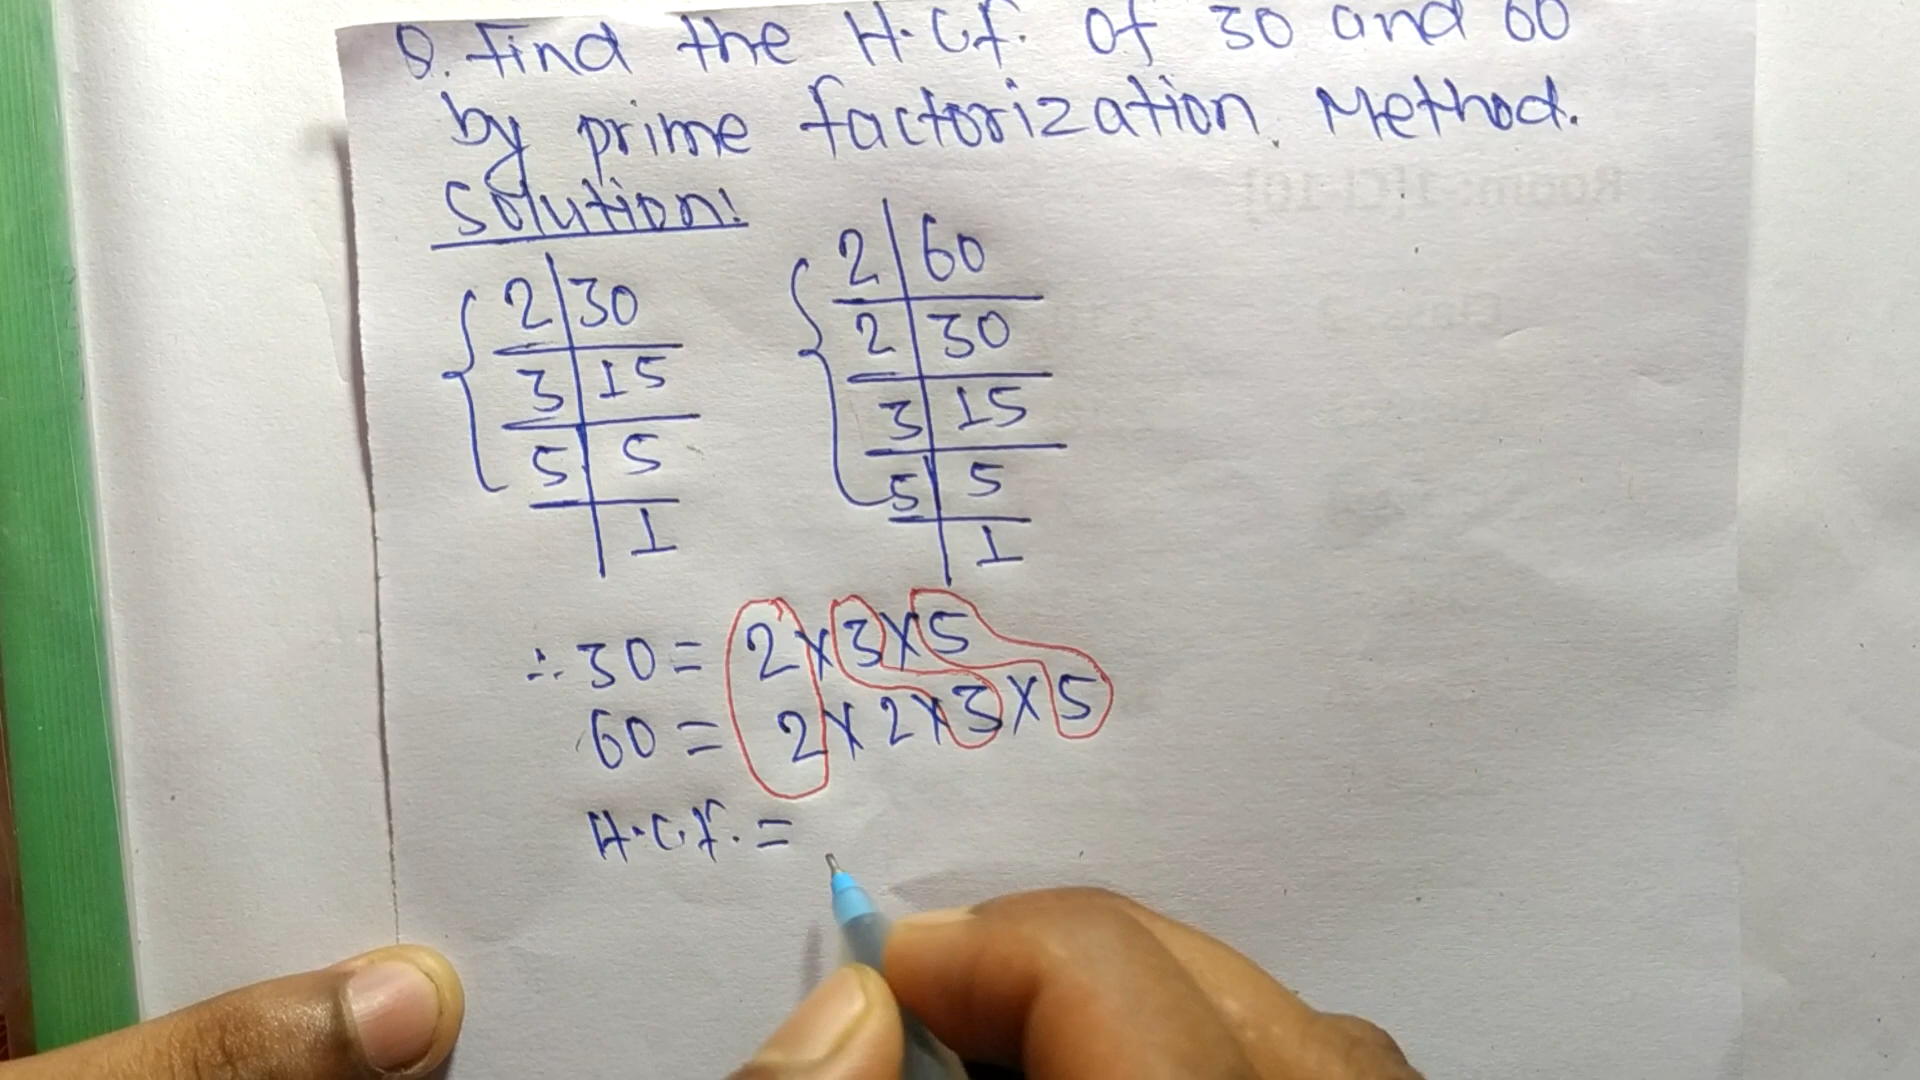 Q. Find the H.C.F. Of 30 and 60
by prime factorization Method.
Solution:
2 | 30
3 | 15
5 | 5
1
2 | 60
2 | 30
3 | 15
5 | 5
1
∴ 30 = 2×3×5
60 = 2×2×3×5
H.C.F. =